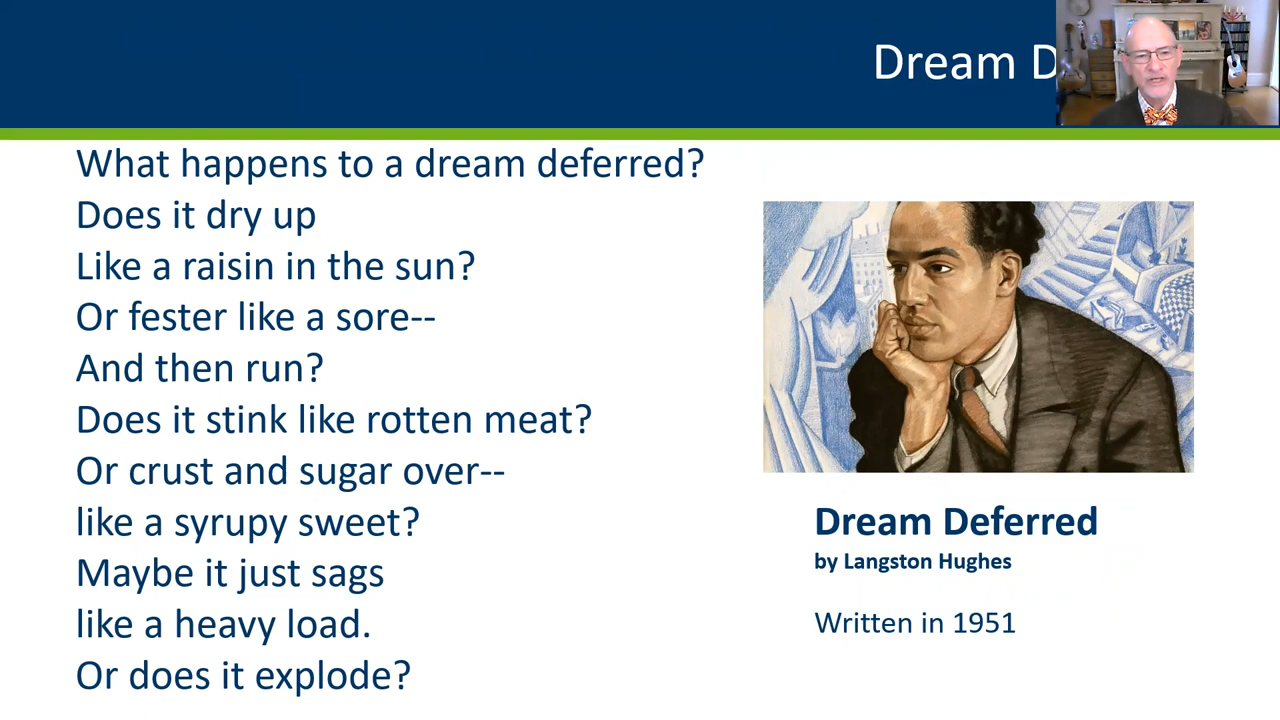 Dream D
What happens to a dream deferred?
Does it dry up
Like a raisin in the sun?
Or fester like a sore--
And then run?
Does it stink like rotten meat?
Or crust and sugar over--
like a syrupy sweet?
Maybe it just sags
like a heavy load.
Or does it explode?
Dream Deferred
by Langston Hughes
Written in 1951